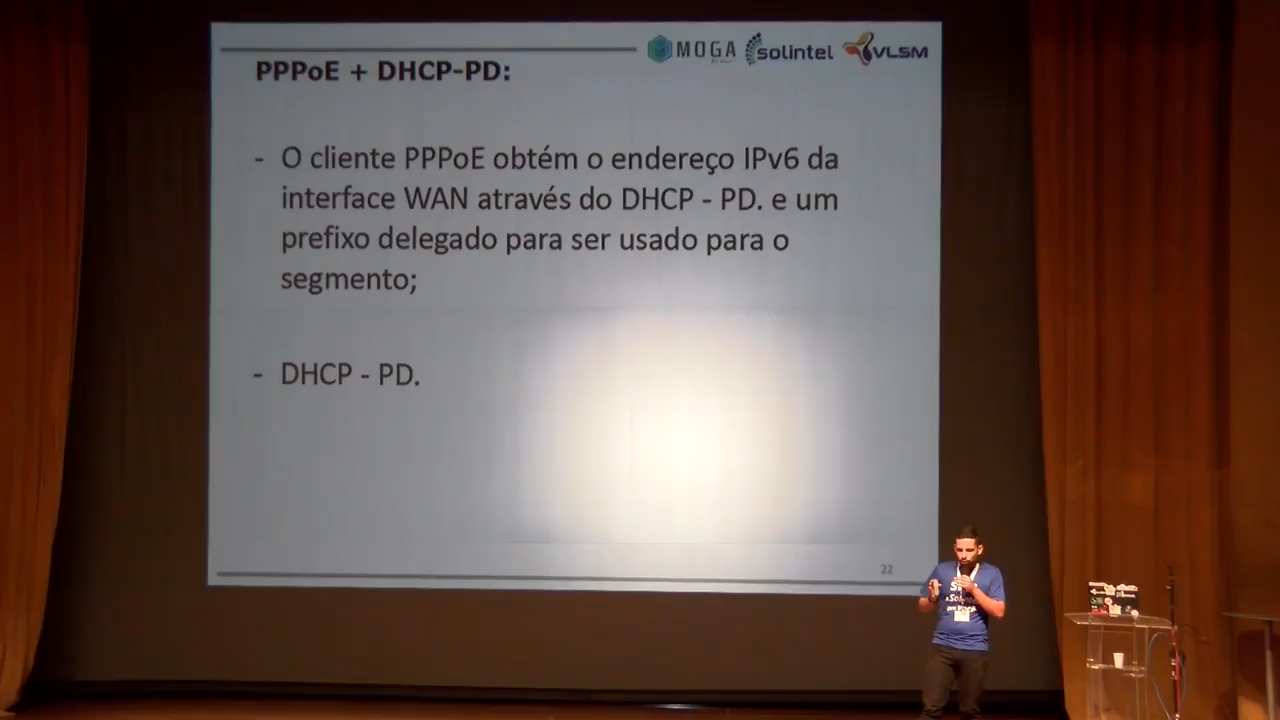 MOGA solintel VLSM
PPPoE + DHCP-PD:
- O cliente PPPoE obtém o endereço IPv6 da
interface WAN através do DHCP - PD. e um
prefixo delegado para ser usado para o
segmento;
- DHCP - PD.
22